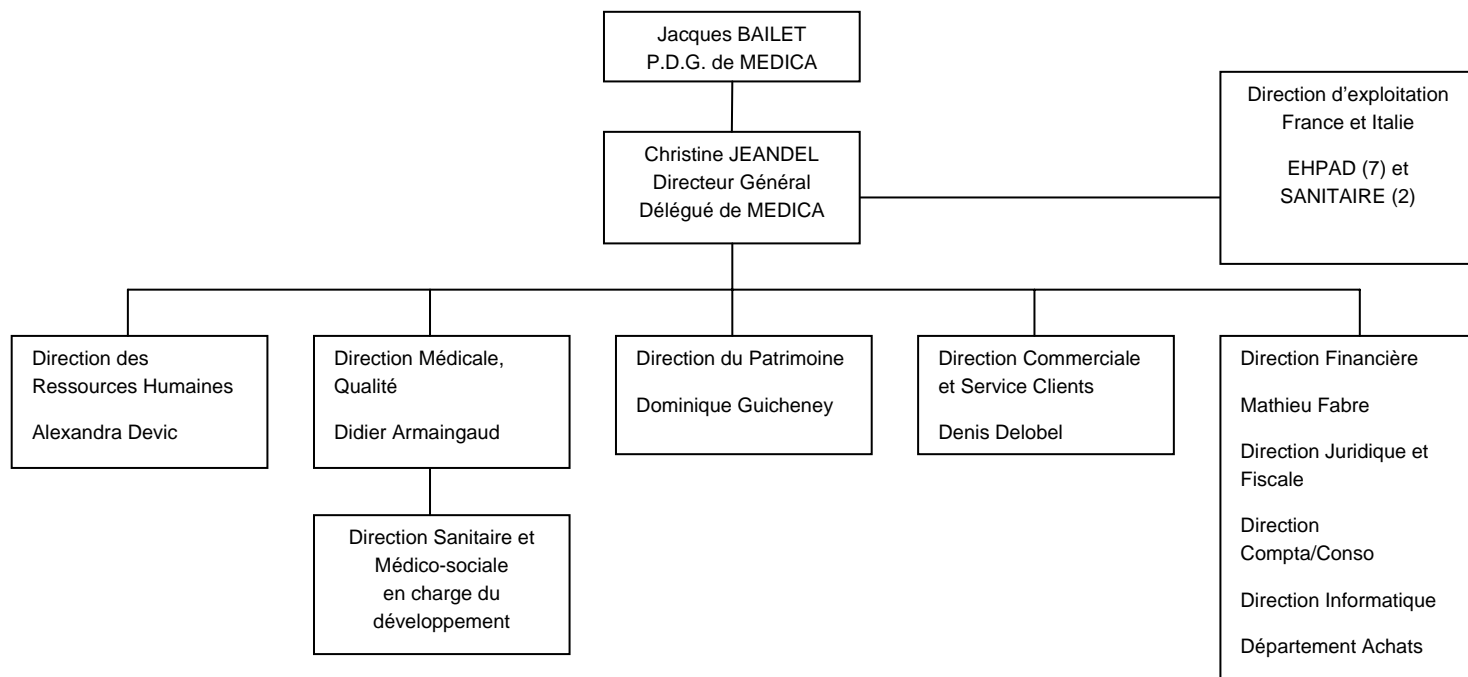 Jacques BAILET
P.D.G. de MEDICA
Direction d’exploitation
France et Italie
EHPAD (7) et
SANITAIRE (2)
Christine JEANDEL
Directeur Général
Délégué de MEDICA
Direction des
Ressources Humaines
Alexandra Devic
Direction Médicale,
Qualité
Didier Armaingaud
Direction du Patrimoine
Dominique Guicheney
Direction Commerciale
et Service Clients
Denis Delobel
Direction Financière
Mathieu Fabre
Direction Juridique et
Fiscale
Direction
Compta/Conso
Direction Informatique
Département Achats
Direction Sanitaire et
Médico-sociale
en charge du
développement